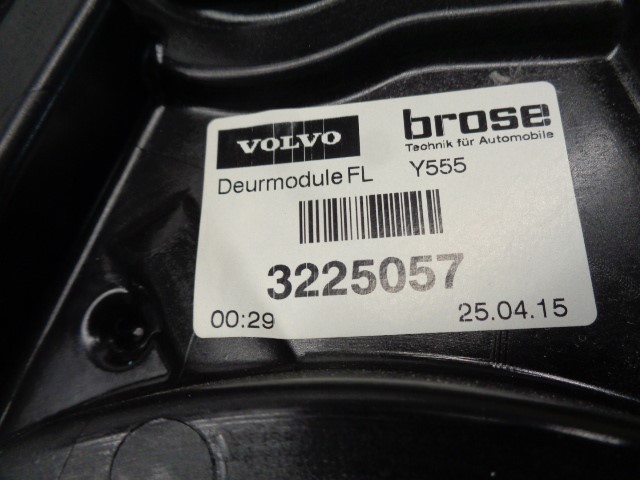 VOLVO
brose
Technik für Automobile
Deurmodule FL Y555
3225057
00:29 25.04.15